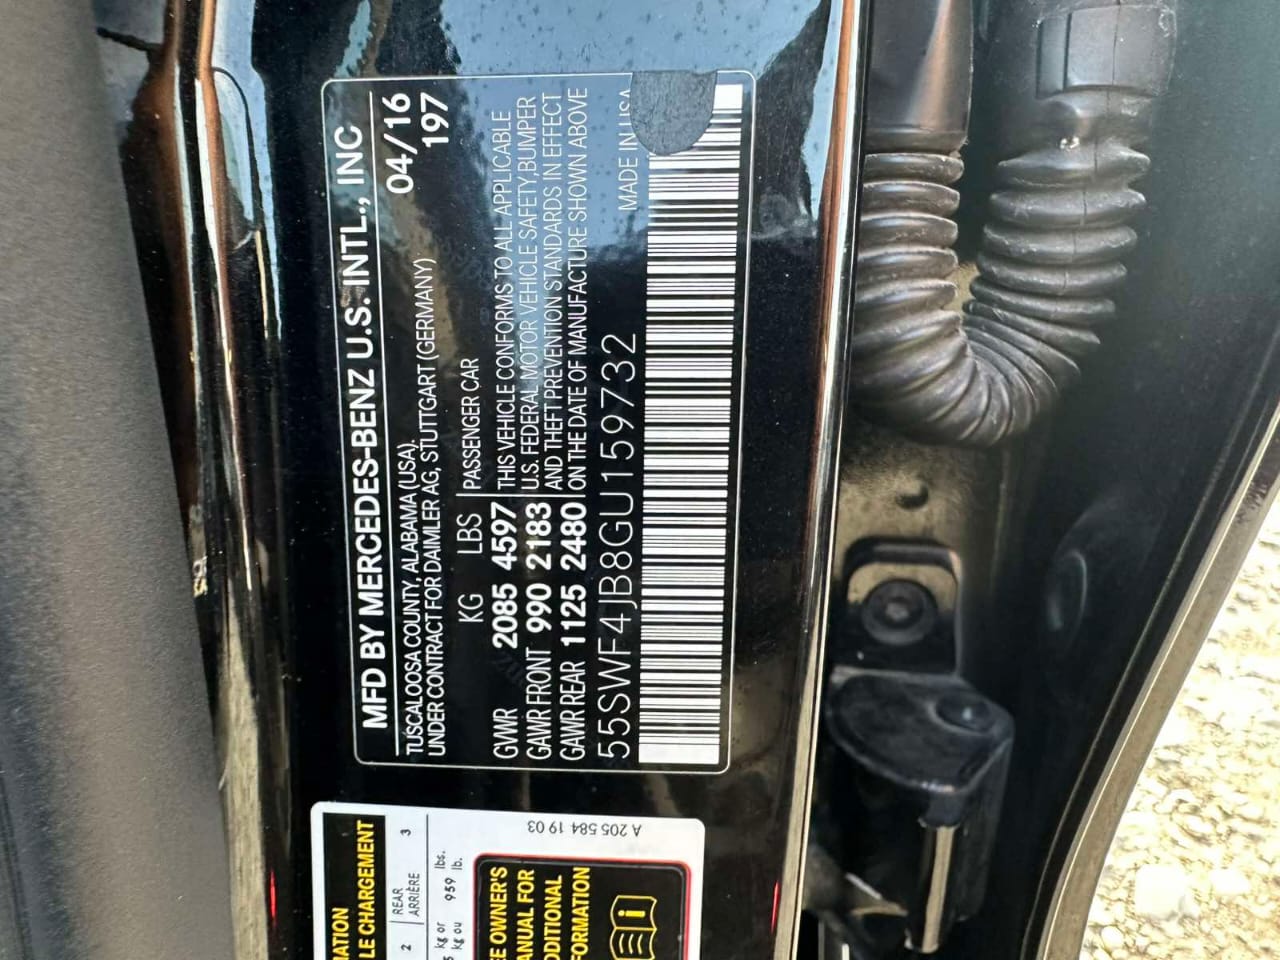 MFD BY MERCEDES-BENZ U.S. INTL., INC
TUSCALOOSA COUNTY, ALABAMA (USA). 04/16
UNDER CONTRACT FOR DAIMLER AG, STUTTGART (GERMANY) 197
KG LBS PASSENGER CAR
GVWR 2085 4597 THIS VEHICLE CONFORMS TO ALL APPLICABLE
GAWR FRONT 990 2183 U.S. FEDERAL MOTOR VEHICLE SAFETY, BUMPER
AND THEFT PREVENTION STANDARDS IN EFFECT
GAWR REAR 1125 2480 ON THE DATE OF MANUFACTURE SHOWN ABOVE
55SWF4JB8GU159732 MADE IN USA
LE CHARGEMENT
2 REAR 3
ARRIÈRE
kg or lbs.
kg ou 959 lb.
OWNER'S
FOR
A 205 584 19 03